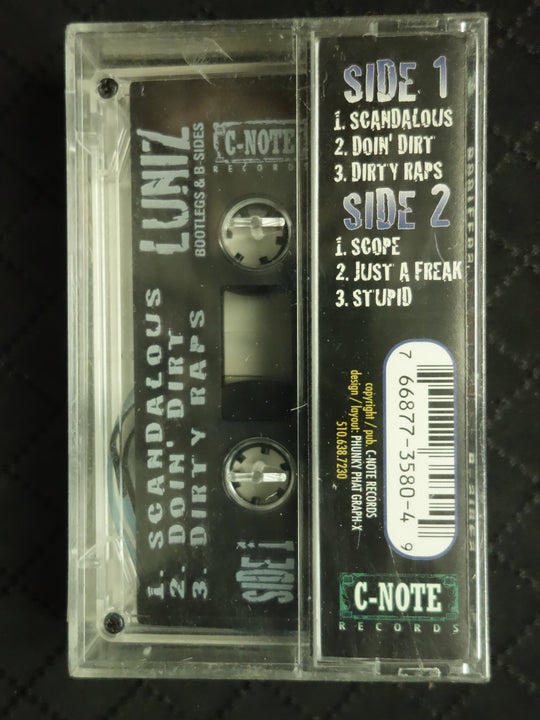 SIDE 1
1. SCANDALOUS
2. DOIN' DIRT
3. DIRTY RAPS
SIDE 2
1. SCOPE
2. JUST A FREAK
3. STUPID
copyright / pub. C-NOTE RECORDS
design / layout: PHUNKY PHAT GRAPH-X
510.638.7230
7 66877-3580-4 9
C-NOTE
RECORDS
C-NOTE
RECORDS
LUNIZ
BOOTLEGS & B-SIDES
1. SCANDALOUS
2. DOIN' DIRT
3. DIRTY RAPS
SIDE 1